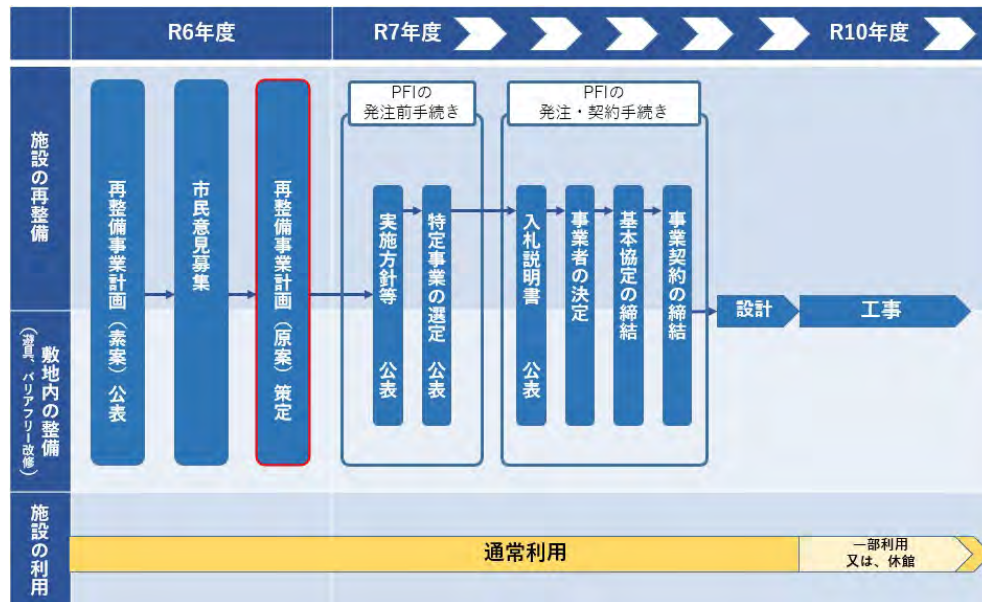 R6年度
R7年度
R10年度
施設の再整備
敷地内の整備
(遊具、バリアフリー改修)
施設の利用
再整備事業計画(素案)公表
市民意見募集
再整備事業計画(原案)策定
PFIの
発注前手続き
実施方針等 公表
特定事業の選定 公表
PFIの
発注・契約手続き
入札説明書 公表
事業者の決定
基本協定の締結
事業契約の締結
設計
工事
通常利用
一部利用
又は、休館